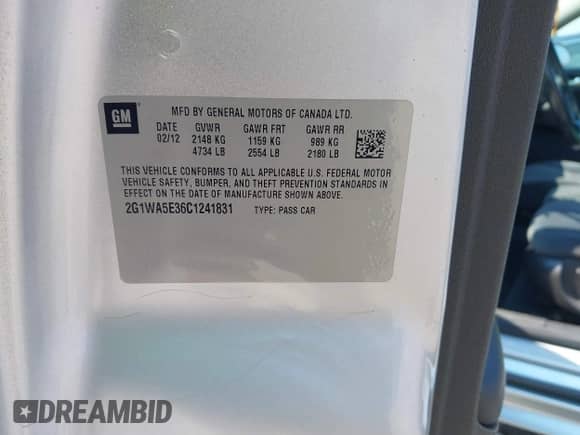 GM
MFD BY GENERAL MOTORS OF CANADA LTD.
DATE GVWR GAWR FRT GAWR RR
02/12 2148 KG 1159 KG 989 KG
4734 LB 2554 LB 2180 LB
THIS VEHICLE CONFORMS TO ALL APPLICABLE U.S. FEDERAL MOTOR
VEHICLE SAFETY, BUMPER, AND THEFT PREVENTION STANDARDS IN
EFFECT ON THE DATE OF MANUFACTURE SHOWN ABOVE.
2G1WA5E36C1241831 TYPE: PASS CAR
DREAMBID